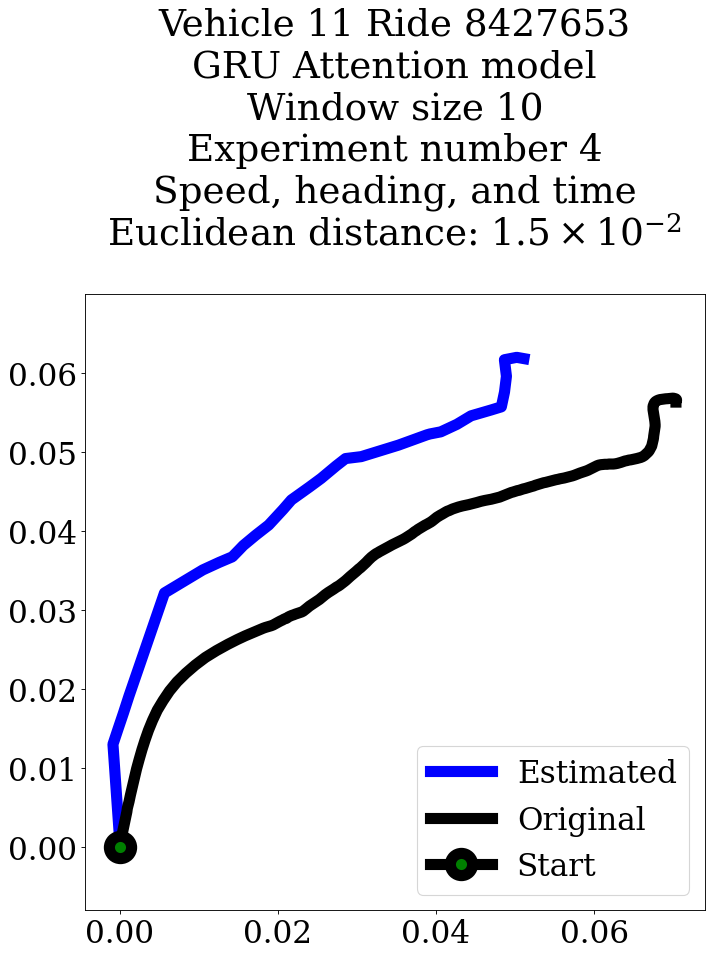 Vehicle 11 Ride 8427653
GRU Attention model
Window size 10
Experiment number 4
Speed, heading, and time
Euclidean distance: 1.5 × 10⁻²
0.06
0.05
0.04
0.03
0.02
0.01
0.00
Estimated
Original
Start
0.00 0.02 0.04 0.06